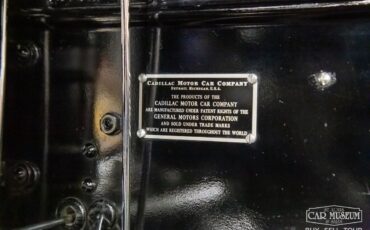 CADILLAC MOTOR CAR COMPANY
DETROIT, MICHIGAN, U.S.A.
THE PRODUCTS OF THE
CADILLAC MOTOR CAR COMPANY
ARE MANUFACTURED UNDER PATENT RIGHTS OF THE
GENERAL MOTORS CORPORATION
AND SOLD UNDER TRADE MARKS
WHICH ARE REGISTERED THROUGHOUT THE WORLD
CAR MUSEUM
BUY SELL TOUR